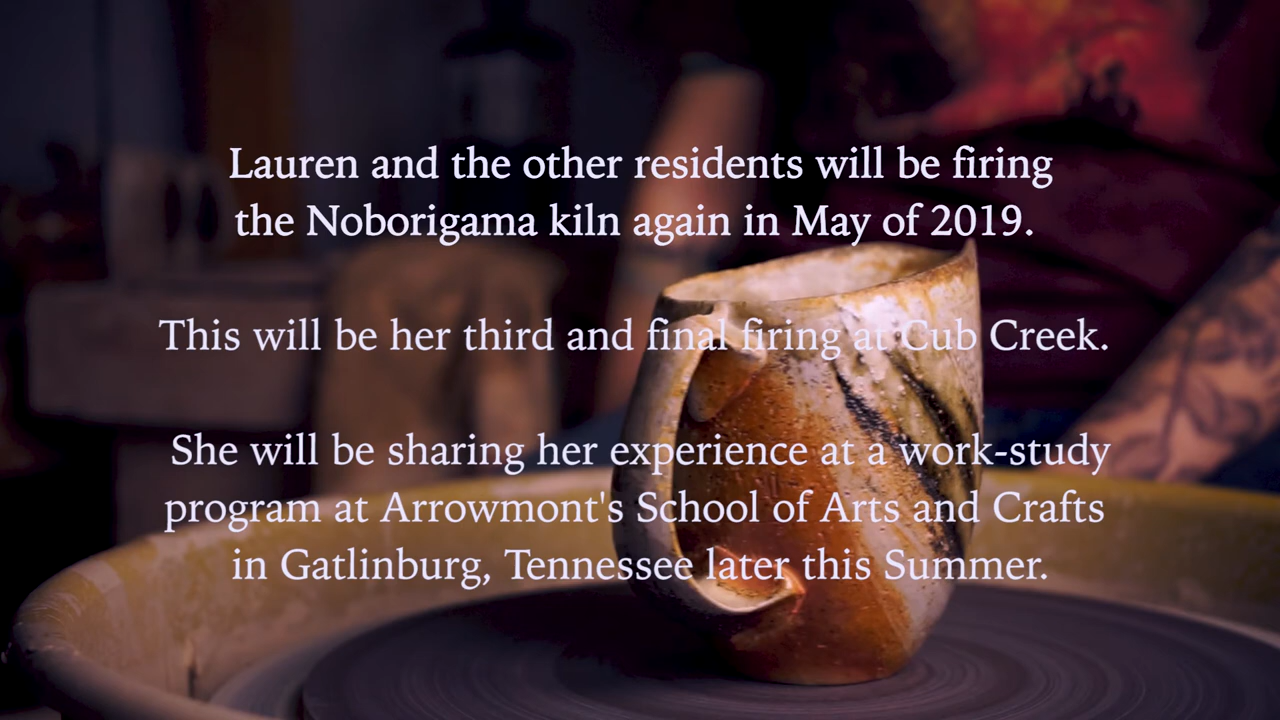 Lauren and the other residents will be firing
the Noborigama kiln again in May of 2019.
This will be her third and final firing at Cub Creek.
She will be sharing her experience at a work-study
program at Arrowmont's School of Arts and Crafts
in Gatlinburg, Tennessee later this Summer.